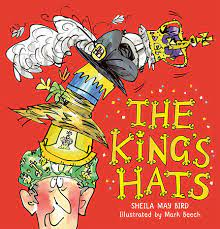 THE
KING'S
HATS
SHEILA MAY BIRD
Illustrated by Mark Beech